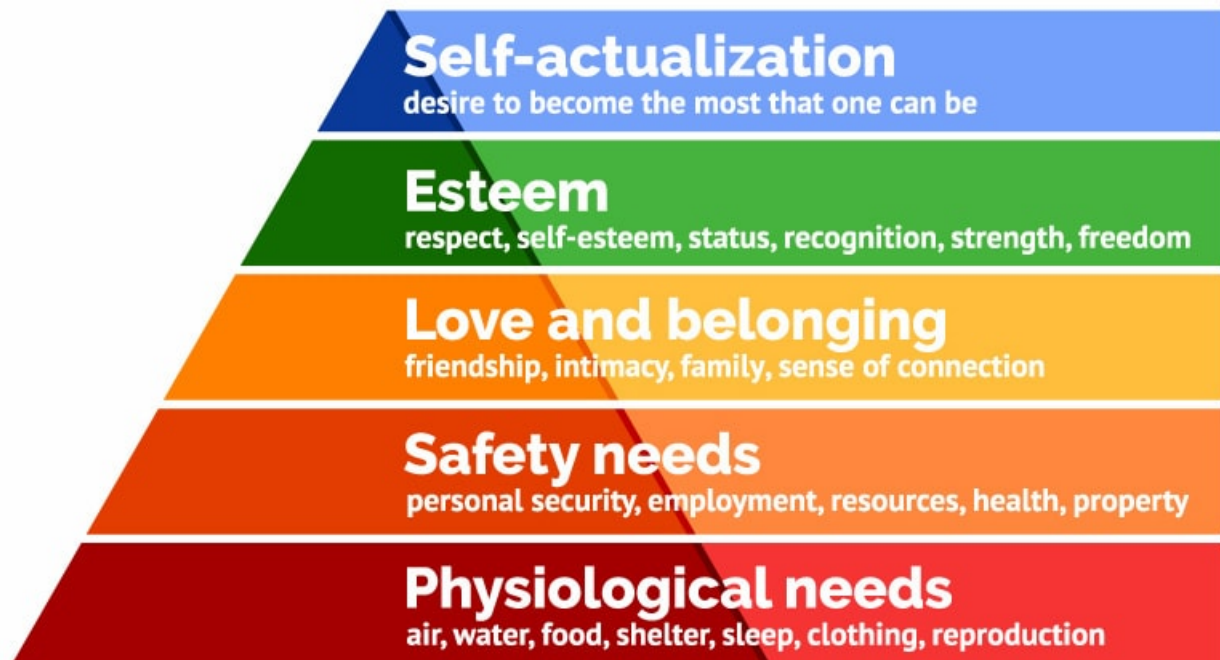 Self-actualization
desire to become the most that one can be
Esteem
respect, self-esteem, status, recognition, strength, freedom
Love and belonging
friendship, intimacy, family, sense of connection
Safety needs
personal security, employment, resources, health, property
Physiological needs
air, water, food, shelter, sleep, clothing, reproduction